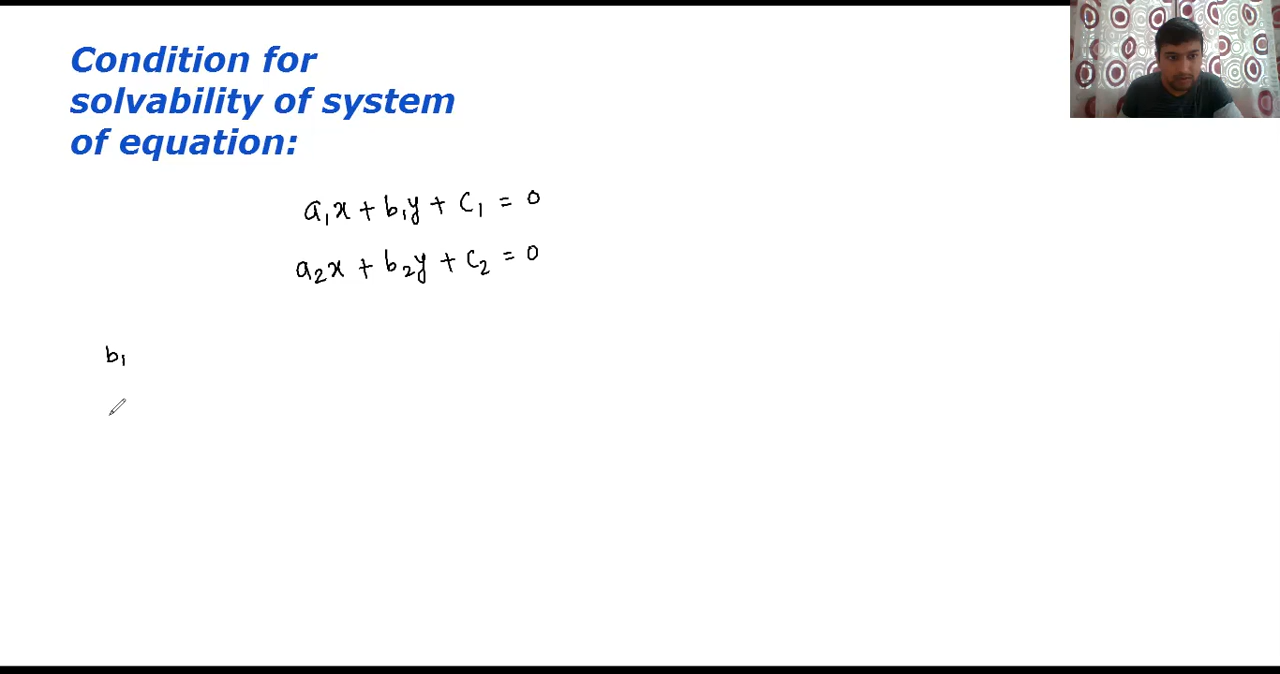 Condition for
solvability of system
of equation:
a₁x + b₁y + c₁ = 0
a₂x + b₂y + c₂ = 0
b₁